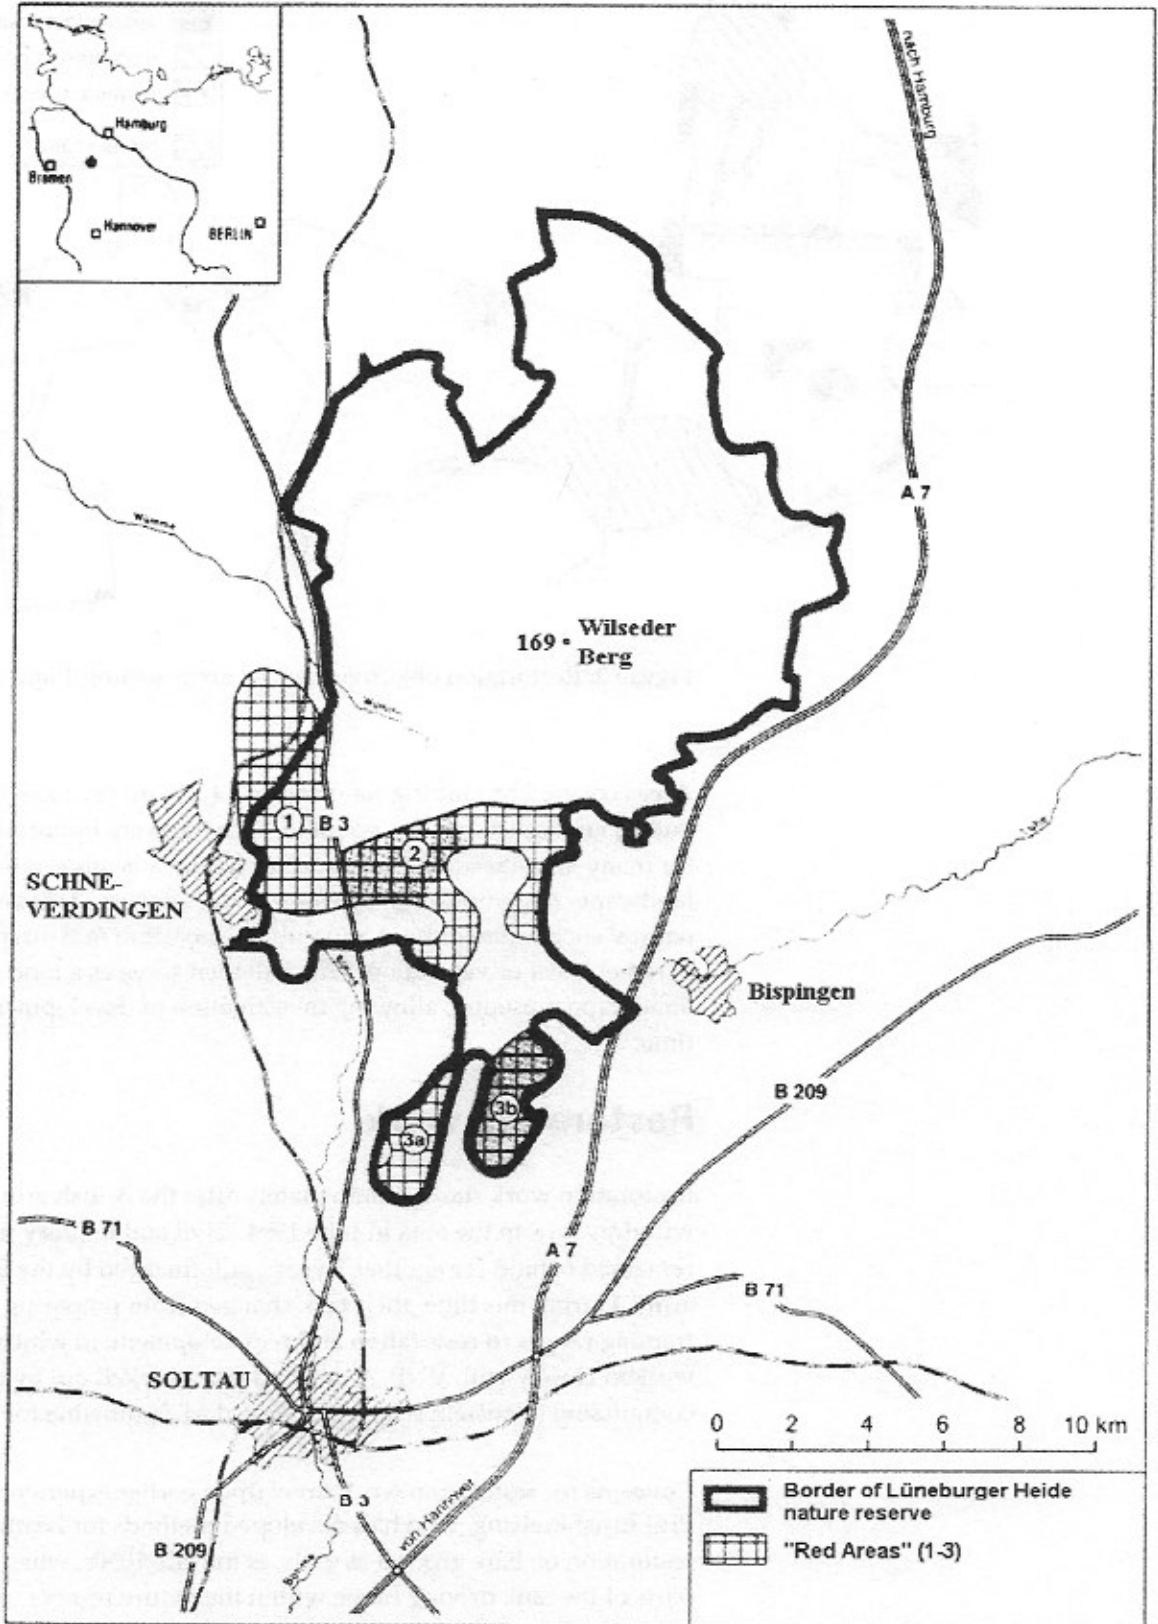 Hamburg
Bramen
Hannover
BERLIN
nach Hamburg
A 7
Wümme
169 • Wilseder
Berg
1
B 3
2
SCHNE-
VERDINGEN
Bispingen
B 209
3b
3a
B 71
A 7
B 71
SOLTAU
0 2 4 6 8 10 km
B 3
von Hannover
B 209
Border of Lüneburger Heide
nature reserve
"Red Areas" (1-3)